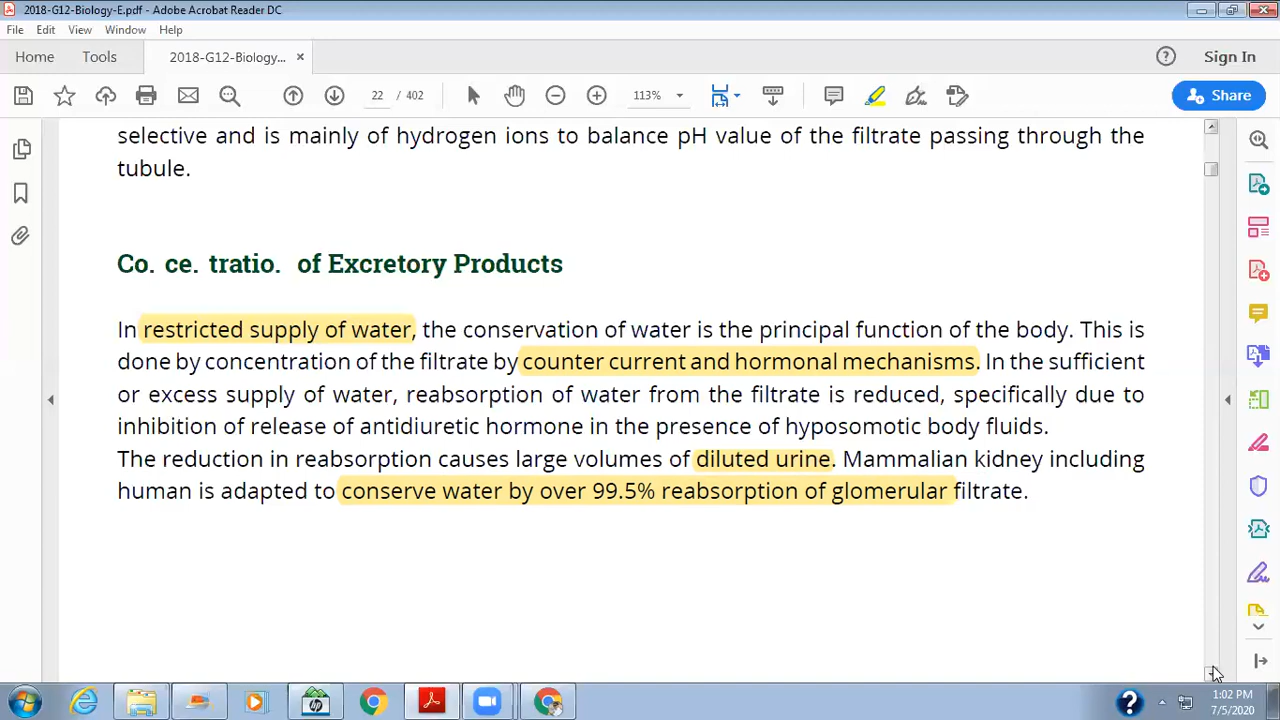 2018-G12-Biology-E.pdf - Adobe Acrobat Reader DC
File Edit View Window Help
Home Tools 2018-G12-Biology... × Sign In
22 / 402 113% Share
selective and is mainly of hydrogen ions to balance pH value of the filtrate passing through the
tubule.
Co. ce. tratio. of Excretory Products
In restricted supply of water, the conservation of water is the principal function of the body. This is
done by concentration of the filtrate by counter current and hormonal mechanisms. In the sufficient
or excess supply of water, reabsorption of water from the filtrate is reduced, specifically due to
inhibition of release of antidiuretic hormone in the presence of hyposomotic body fluids.
The reduction in reabsorption causes large volumes of diluted urine. Mammalian kidney including
human is adapted to conserve water by over 99.5% reabsorption of glomerular filtrate.
1:02 PM
7/5/2020